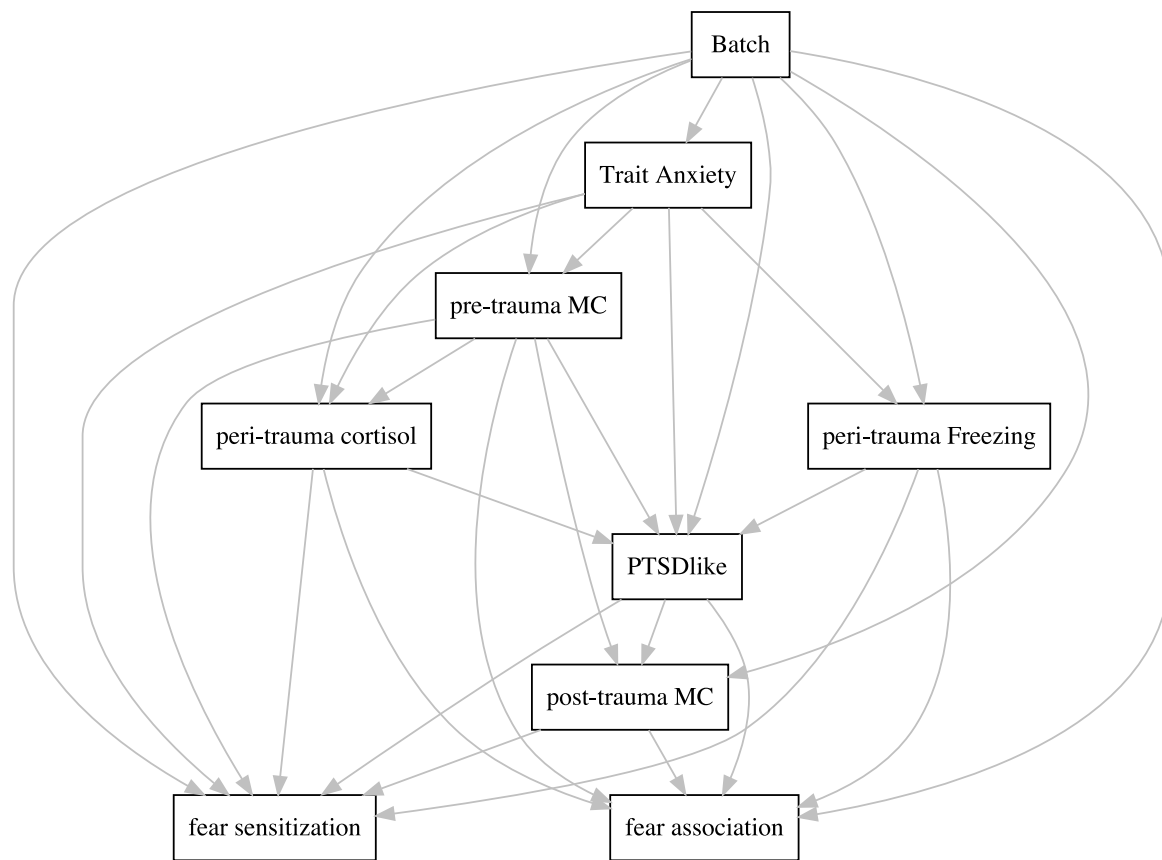 Batch
Trait Anxiety
pre-trauma MC
peri-trauma cortisol
peri-trauma Freezing
PTSDlike
post-trauma MC
fear sensitization
fear association